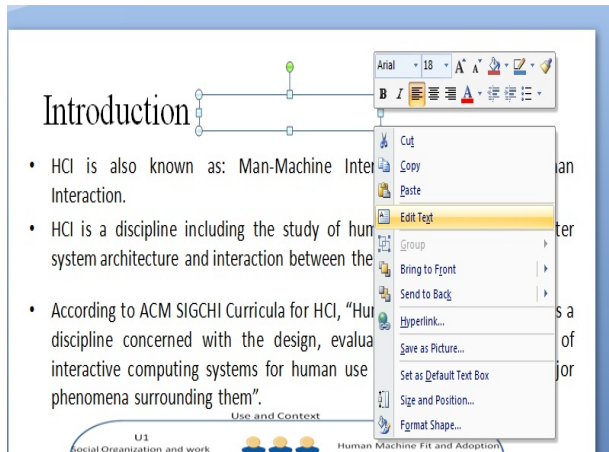 Arial 18
Introduction
• HCI is also known as: Man-Machine Inter
Interaction.
• HCI is a discipline including the study of hum
system architecture and interaction between the
• According to ACM SIGCHI Curricula for HCI, “Hu s a
discipline concerned with the design, evalua of
interactive computing systems for human use jor
phenomena surrounding them”.
Cut
Copy
Paste
Edit Text
Group
Bring to Front
Send to Back
Hyperlink...
Save as Picture...
Set as Default Text Box
Size and Position...
Format Shape...
Use and Context
U1
Social Organization and work
Human Machine Fit and Adoption